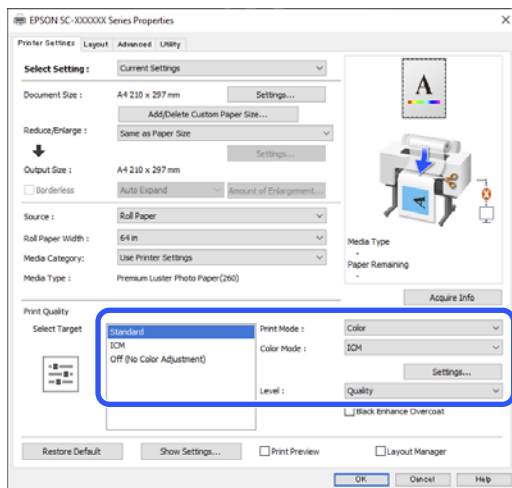 EPSON SC-XXXXXX Series Properties
Printer Settings Layout Advanced Utility
Select Setting : Current Settings
Document Size : A4 210 x 297 mm Settings...
Add/Delete Custom Paper Size...
Reduce/Enlarge : Same as Paper Size
Settings...
Output Size : A4 210 x 297 mm
Borderless Auto Expand Amount of Enlargement...
Source : Roll Paper
Roll Paper Width : 64 in
Media Category: Use Printer Settings
Media Type : Premium Luster Photo Paper(260)
A
Media Type
-
Paper Remaining
-
Acquire Info
Print Quality
Select Target
Standard
ICM
Off (No Color Adjustment)
Print Mode : Color
Color Mode : ICM
Settings...
Level : Quality
Black Enhance Overcoat
Restore Default Show Settings... Print Preview Layout Manager
OK Cancel Help